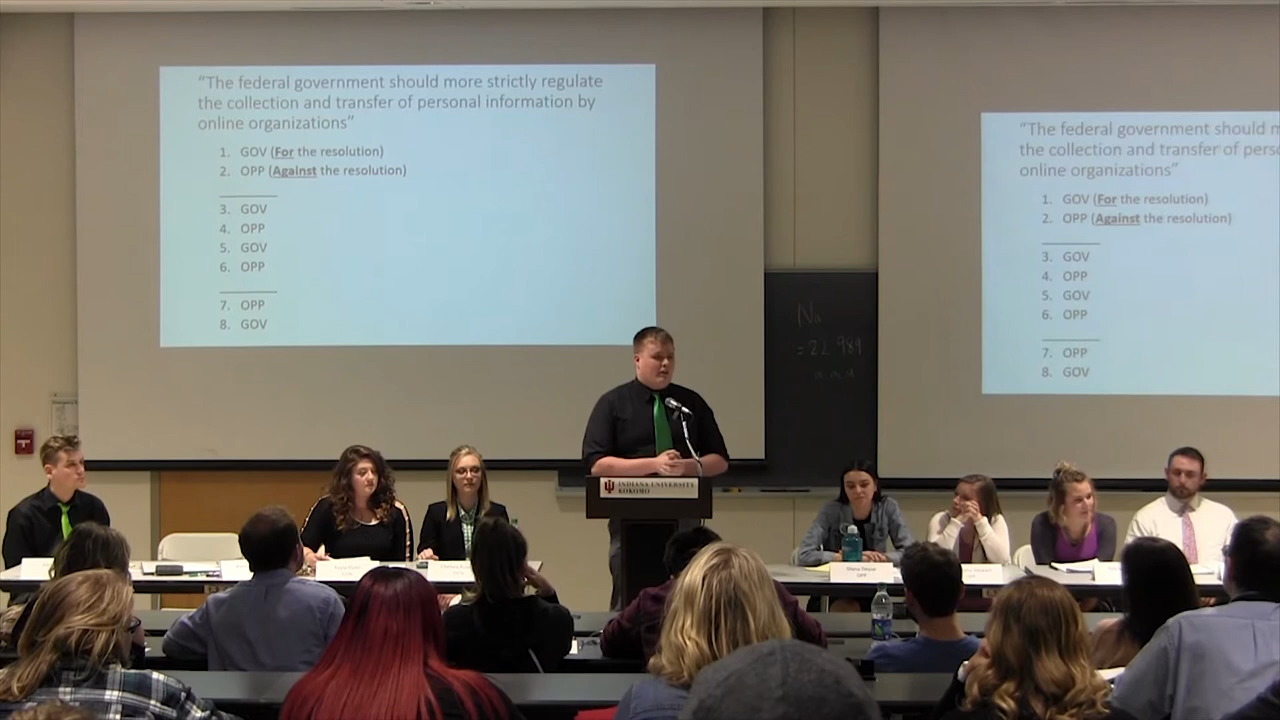 “The federal government should more strictly regulate
the collection and transfer of personal information by
online organizations”
1. GOV (For the resolution)
2. OPP (Against the resolution)
3. GOV
4. OPP
5. GOV
6. OPP
7. OPP
8. GOV
“The federal government should m
the collection and transfer of perso
online organizations”
1. GOV (For the resolution)
2. OPP (Against the resolution)
3. GOV
4. OPP
5. GOV
6. OPP
7. OPP
8. GOV
Na
= 22.989
INDIANA UNIVERSITY
KOKOMO
OPP